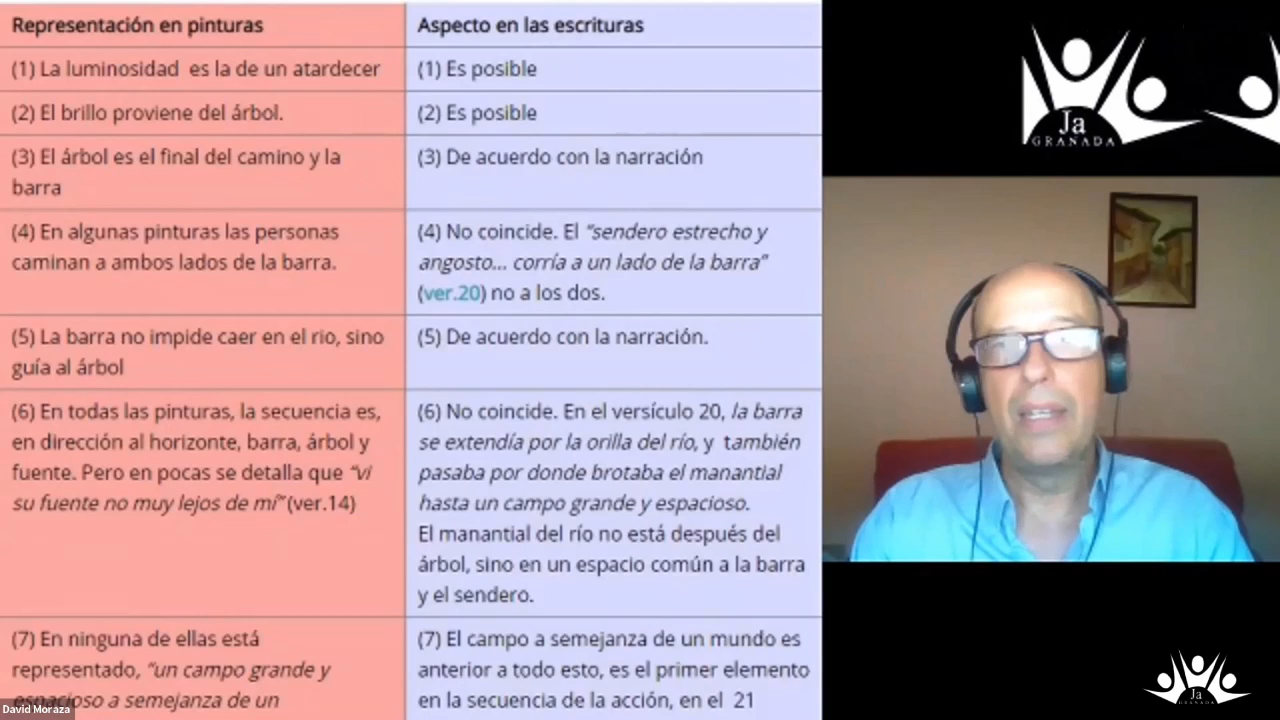 Representación en pinturas
Aspecto en las escrituras
(1) La luminosidad es la de un atardecer
(1) Es posible
(2) El brillo proviene del árbol.
(2) Es posible
(3) El árbol es el final del camino y la
barra
(3) De acuerdo con la narración
(4) En algunas pinturas las personas
caminan a ambos lados de la barra.
(4) No coincide. El “sendero estrecho y
angosto... corría a un lado de la barra”
(ver.20) no a los dos.
(5) La barra no impide caer en el rio, sino
guía al árbol
(5) De acuerdo con la narración.
(6) En todas las pinturas, la secuencia es,
en dirección al horizonte, barra, árbol y
fuente. Pero en pocas se detalla que “vi
su fuente no muy lejos de mí” (ver.14)
(6) No coincide. En el versículo 20, la barra
se extendía por la orilla del río, y también
pasaba por donde brotaba el manantial
hasta un campo grande y espacioso.
El manantial del río no está después del
árbol, sino en un espacio común a la barra
y el sendero.
(7) En ninguna de ellas está
representado, “un campo grande y
espacioso a semejanza de un
(7) El campo a semejanza de un mundo es
anterior a todo esto, es el primer elemento
en la secuencia de la acción, en el 21
David Moraza
Ja
GRANADA
Ja
GRANADA